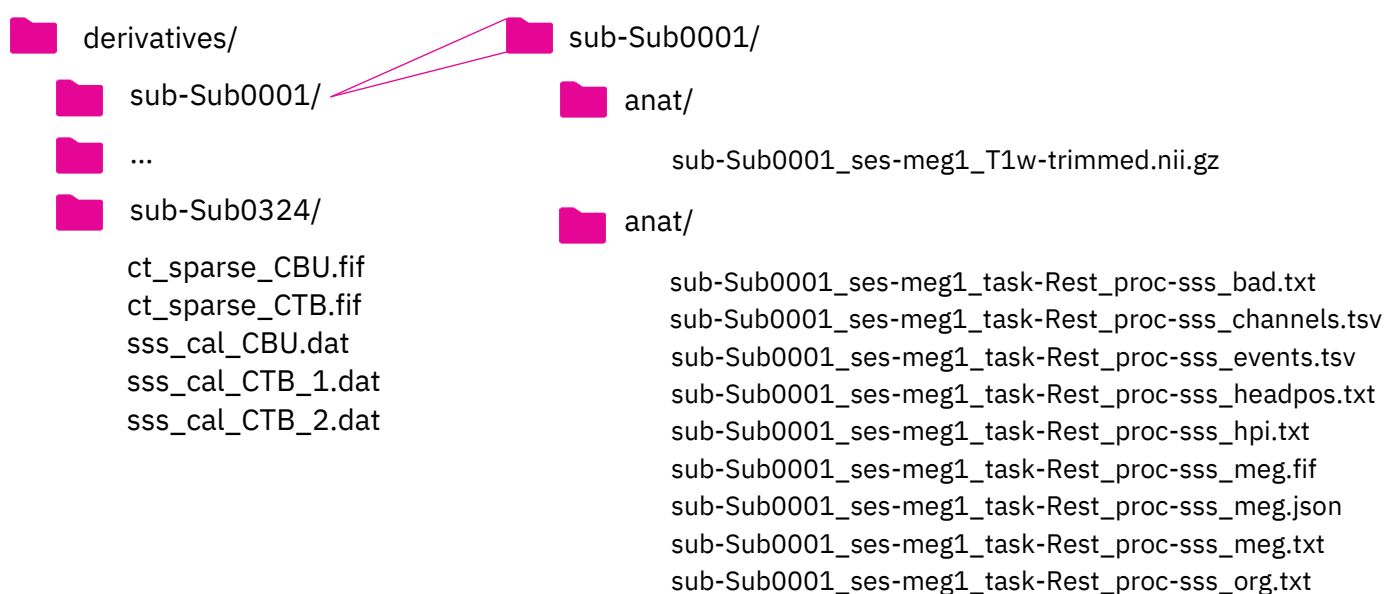 derivatives/
sub-Sub0001/
...
sub-Sub0324/
ct_sparse_CBU.fif
ct_sparse_CTB.fif
sss_cal_CBU.dat
sss_cal_CTB_1.dat
sss_cal_CTB_2.dat
sub-Sub0001/
anat/
sub-Sub0001_ses-meg1_T1w-trimmed.nii.gz
anat/
sub-Sub0001_ses-meg1_task-Rest_proc-sss_bad.txt
sub-Sub0001_ses-meg1_task-Rest_proc-sss_channels.tsv
sub-Sub0001_ses-meg1_task-Rest_proc-sss_events.tsv
sub-Sub0001_ses-meg1_task-Rest_proc-sss_headpos.txt
sub-Sub0001_ses-meg1_task-Rest_proc-sss_hpi.txt
sub-Sub0001_ses-meg1_task-Rest_proc-sss_meg.fif
sub-Sub0001_ses-meg1_task-Rest_proc-sss_meg.json
sub-Sub0001_ses-meg1_task-Rest_proc-sss_meg.txt
sub-Sub0001_ses-meg1_task-Rest_proc-sss_org.txt